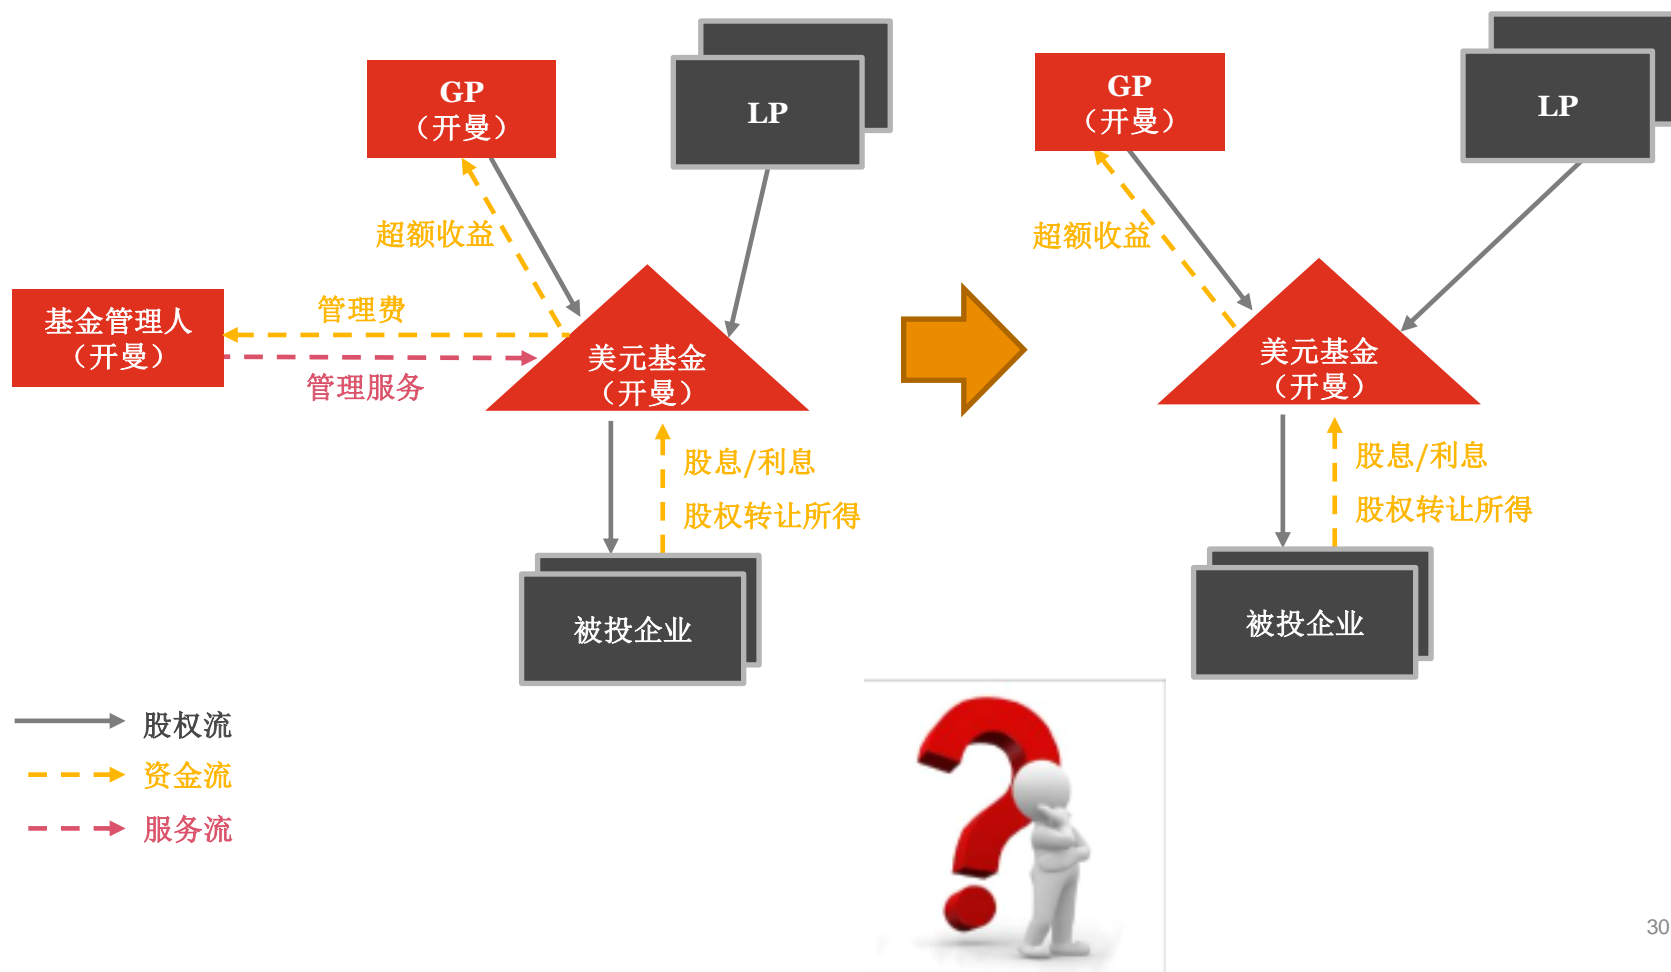 GP
（开曼）
LP
超额收益
基金管理人
（开曼）
管理费
管理服务
美元基金
（开曼）
股息/利息
股权转让所得
被投企业
GP
（开曼）
LP
超额收益
美元基金
（开曼）
股息/利息
股权转让所得
被投企业
股权流
资金流
服务流
30